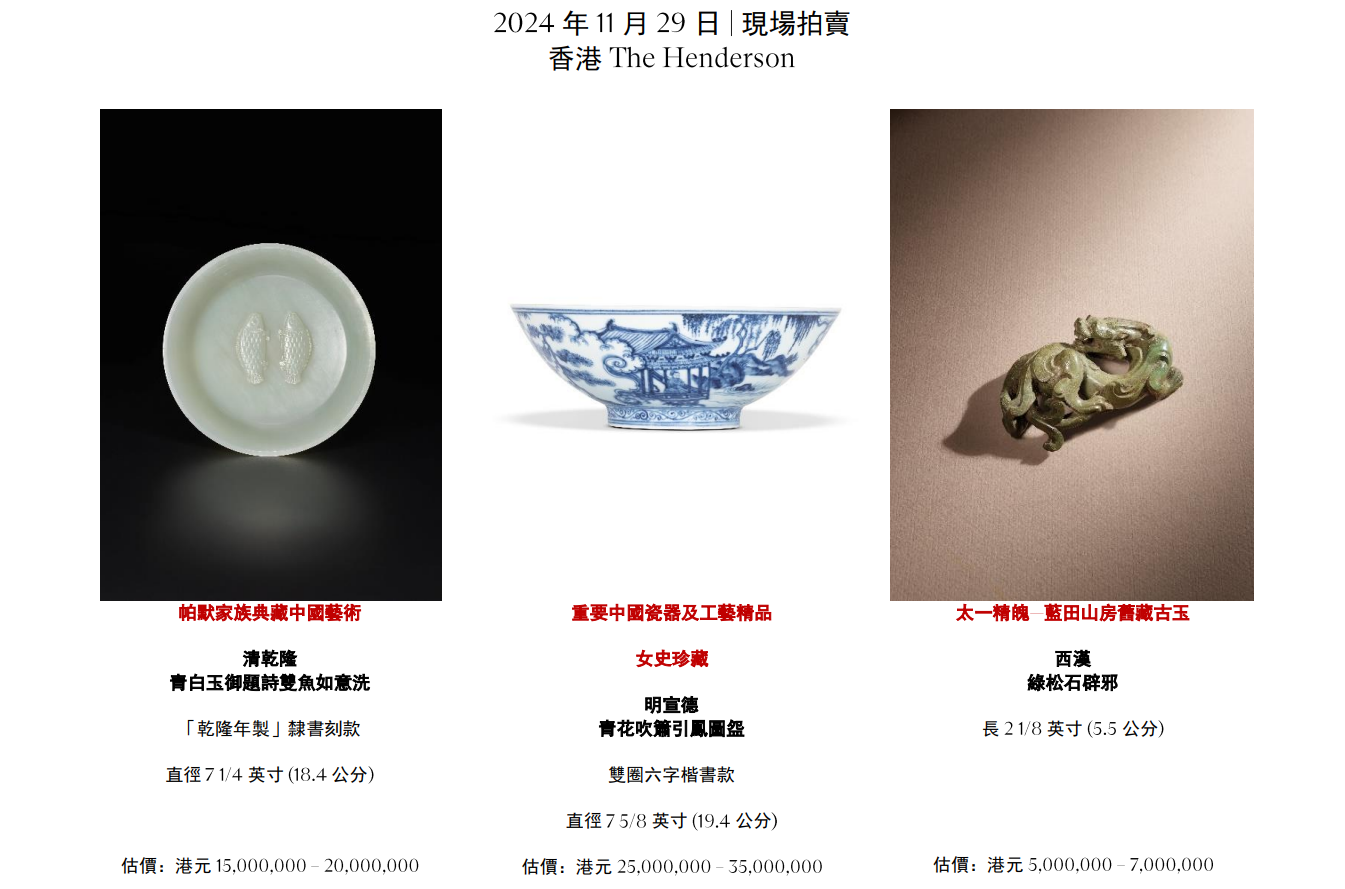 2024 年 11 月 29 日 | 現場拍賣
香港 The Henderson
帕默家族典藏中國藝術
清乾隆
青白玉御題詩雙魚如意洗
「乾隆年製」隸書刻款
直徑 7 1/4 英寸 (18.4 公分)
估價：港元 15,000,000 – 20,000,000
重要中國瓷器及工藝精品
女史珍藏
明宣德
青花吹簫引鳳圖盌
雙圈六字楷書款
直徑 7 5/8 英寸 (19.4 公分)
估價：港元 25,000,000 – 35,000,000
太一精魄—藍田山房舊藏古玉
西漢
綠松石辟邪
長 2 1/8 英寸 (5.5 公分)
估價：港元 5,000,000 – 7,000,000